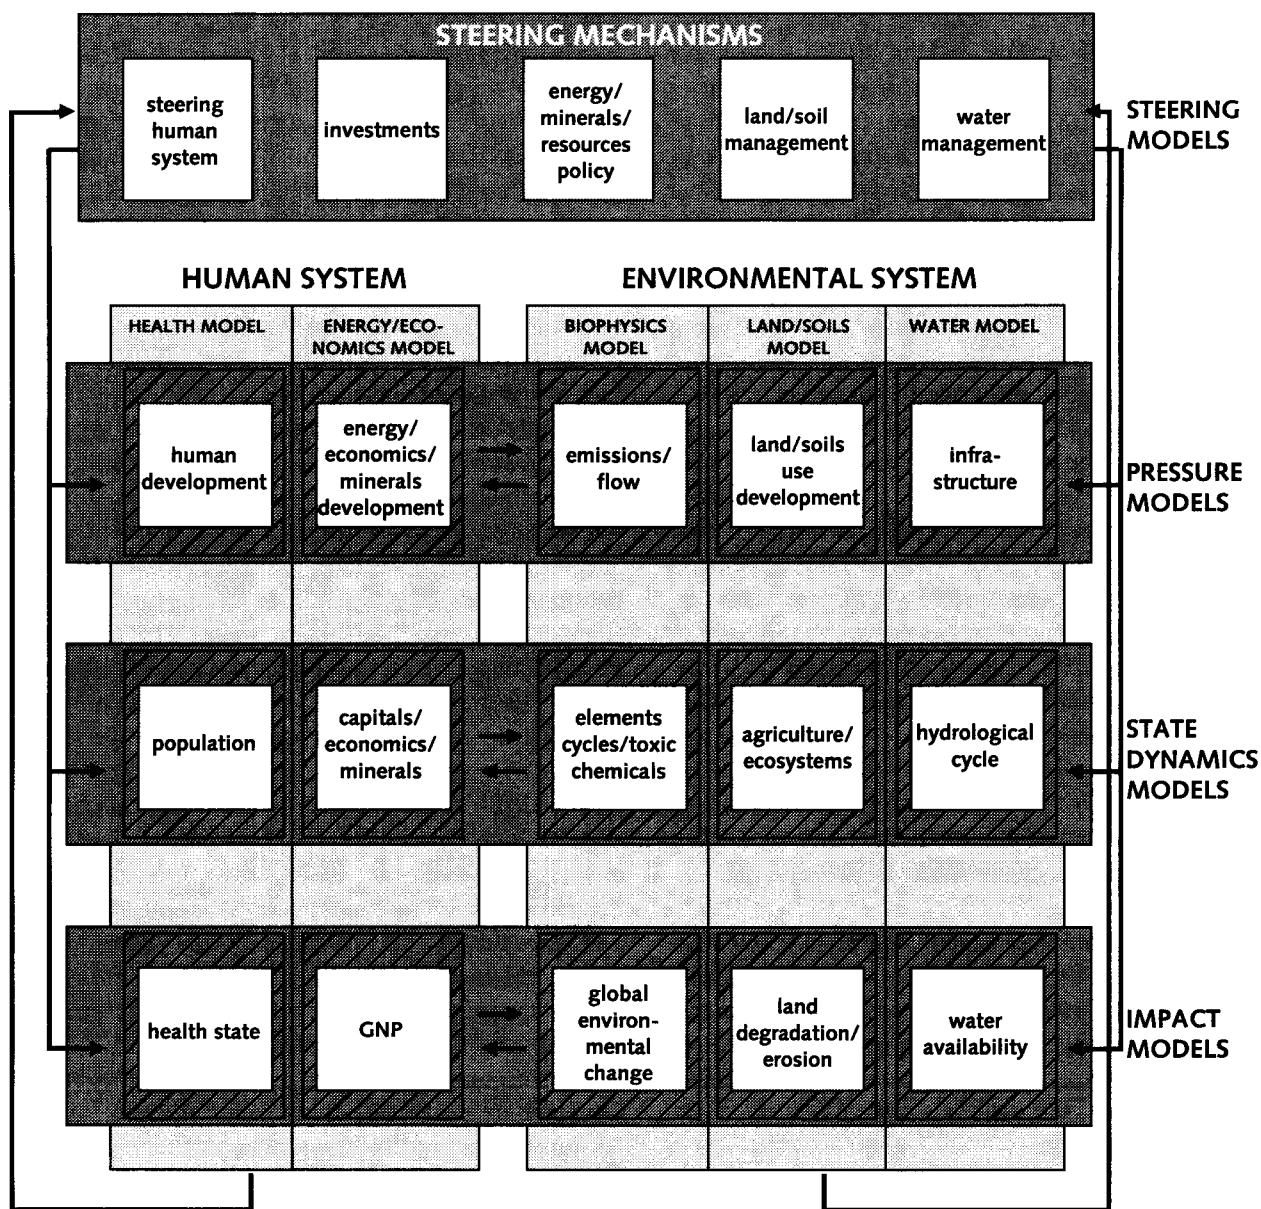 STEERING MECHANISMS
steering
human
system
investments
energy/
minerals/
resources
policy
land/soil
management
water
management
STEERING
MODELS
HUMAN SYSTEM
ENVIRONMENTAL SYSTEM
HEALTH MODEL
ENERGY/ECO-
NOMICS MODEL
BIOPHYSICS
MODEL
LAND/SOILS
MODEL
WATER MODEL
human
development
energy/
economics/
minerals
development
emissions/
flow
land/soils
use
development
infra-
structure
PRESSURE
MODELS
population
capitals/
economics/
minerals
elements
cycles/toxic
chemicals
agriculture/
ecosystems
hydrological
cycle
STATE
DYNAMICS
MODELS
health state
GNP
global
environ-
mental
change
land
degradation/
erosion
water
availability
IMPACT
MODELS